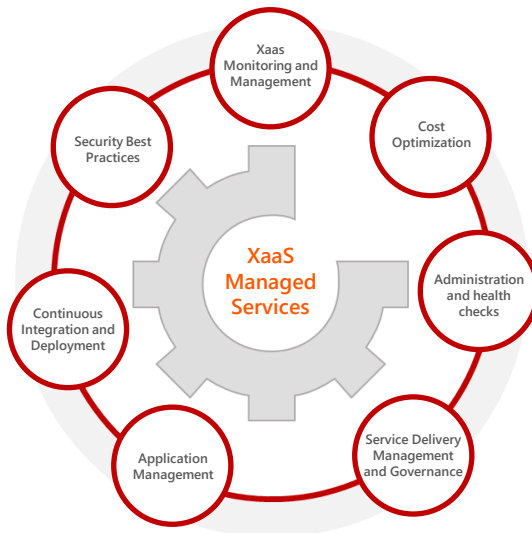 Xaas
Monitoring and
Management
Cost
Optimization
Administration
and health
checks
Service Delivery
Management
and Governance
Application
Management
Continuous
Integration and
Deployment
Security Best
Practices
XaaS
Managed
Services